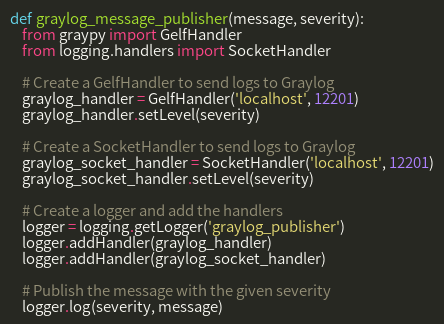 def graylog_message_publisher(message, severity):
from graypy import GelfHandler
from logging.handlers import SocketHandler
# Create a GelfHandler to send logs to Graylog
graylog_handler = GelfHandler('localhost', 12201)
graylog_handler.setLevel(severity)
# Create a SocketHandler to send logs to Graylog
graylog_socket_handler = SocketHandler('localhost', 12201)
graylog_socket_handler.setLevel(severity)
# Create a logger and add the handlers
logger = logging.getLogger('graylog_publisher')
logger.addHandler(graylog_handler)
logger.addHandler(graylog_socket_handler)
# Publish the message with the given severity
logger.log(severity, message)